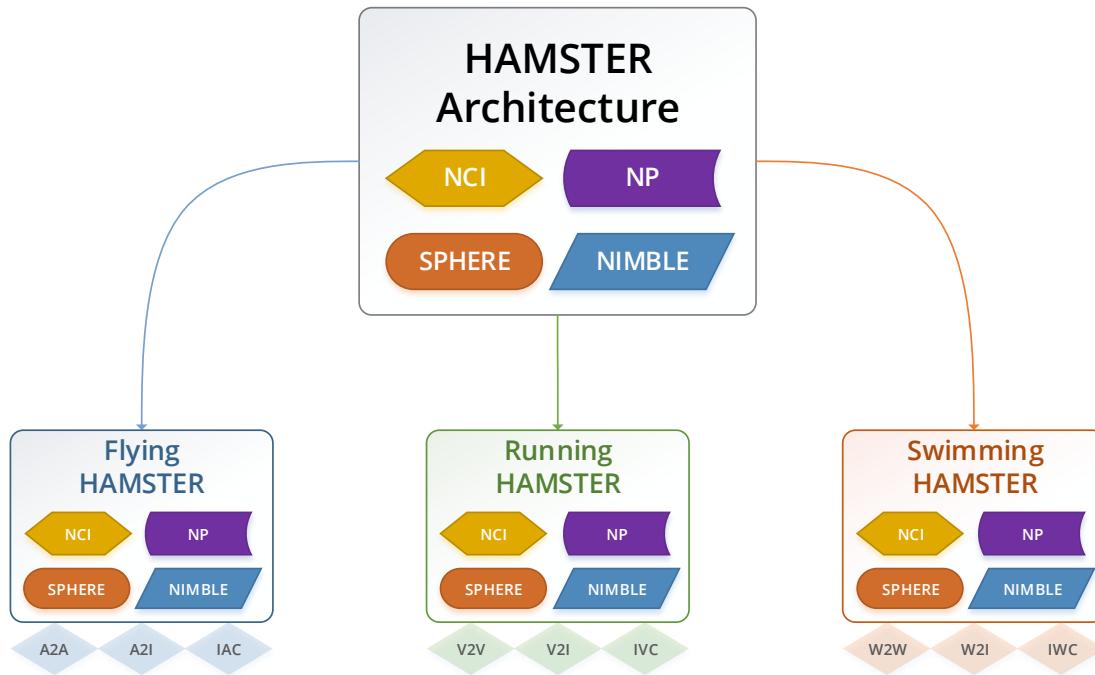 HAMSTER
Architecture
NCI
NP
SPHERE
NIMBLE
Flying
HAMSTER
NCI
NP
SPHERE
NIMBLE
A2A
A2I
IAC
Running
HAMSTER
NCI
NP
SPHERE
NIMBLE
V2V
V2I
IVC
Swimming
HAMSTER
NCI
NP
SPHERE
NIMBLE
W2W
W2I
IWC